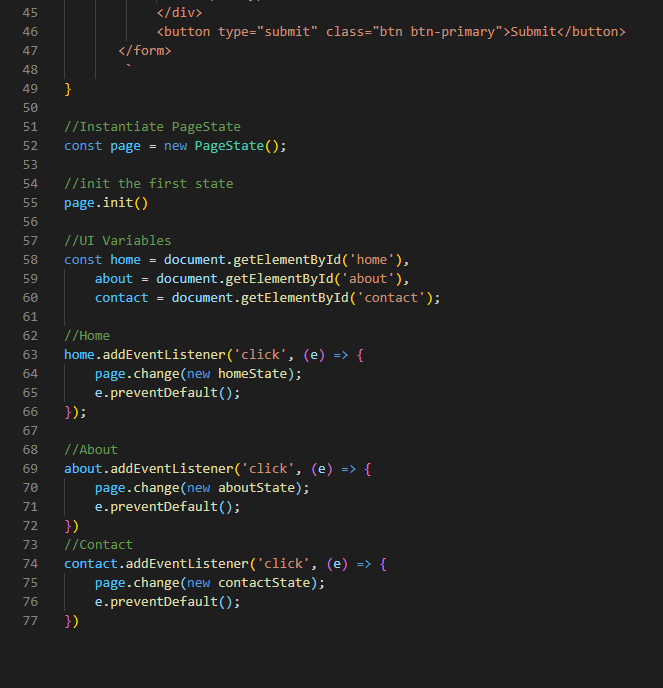 45 </div>
46 <button type="submit" class="btn btn-primary">Submit</button>
47 </form>
48 `
49 }
50
51 //Instantiate PageState
52 const page = new PageState();
53
54 //init the first state
55 page.init()
56
57 //UI Variables
58 const home = document.getElementById('home'),
59 about = document.getElementById('about'),
60 contact = document.getElementById('contact');
61
62 //Home
63 home.addEventListener('click', (e) => {
64 page.change(new homeState);
65 e.preventDefault();
66 });
67
68 //About
69 about.addEventListener('click', (e) => {
70 page.change(new aboutState);
71 e.preventDefault();
72 })
73 //Contact
74 contact.addEventListener('click', (e) => {
75 page.change(new contactState);
76 e.preventDefault();
77 })